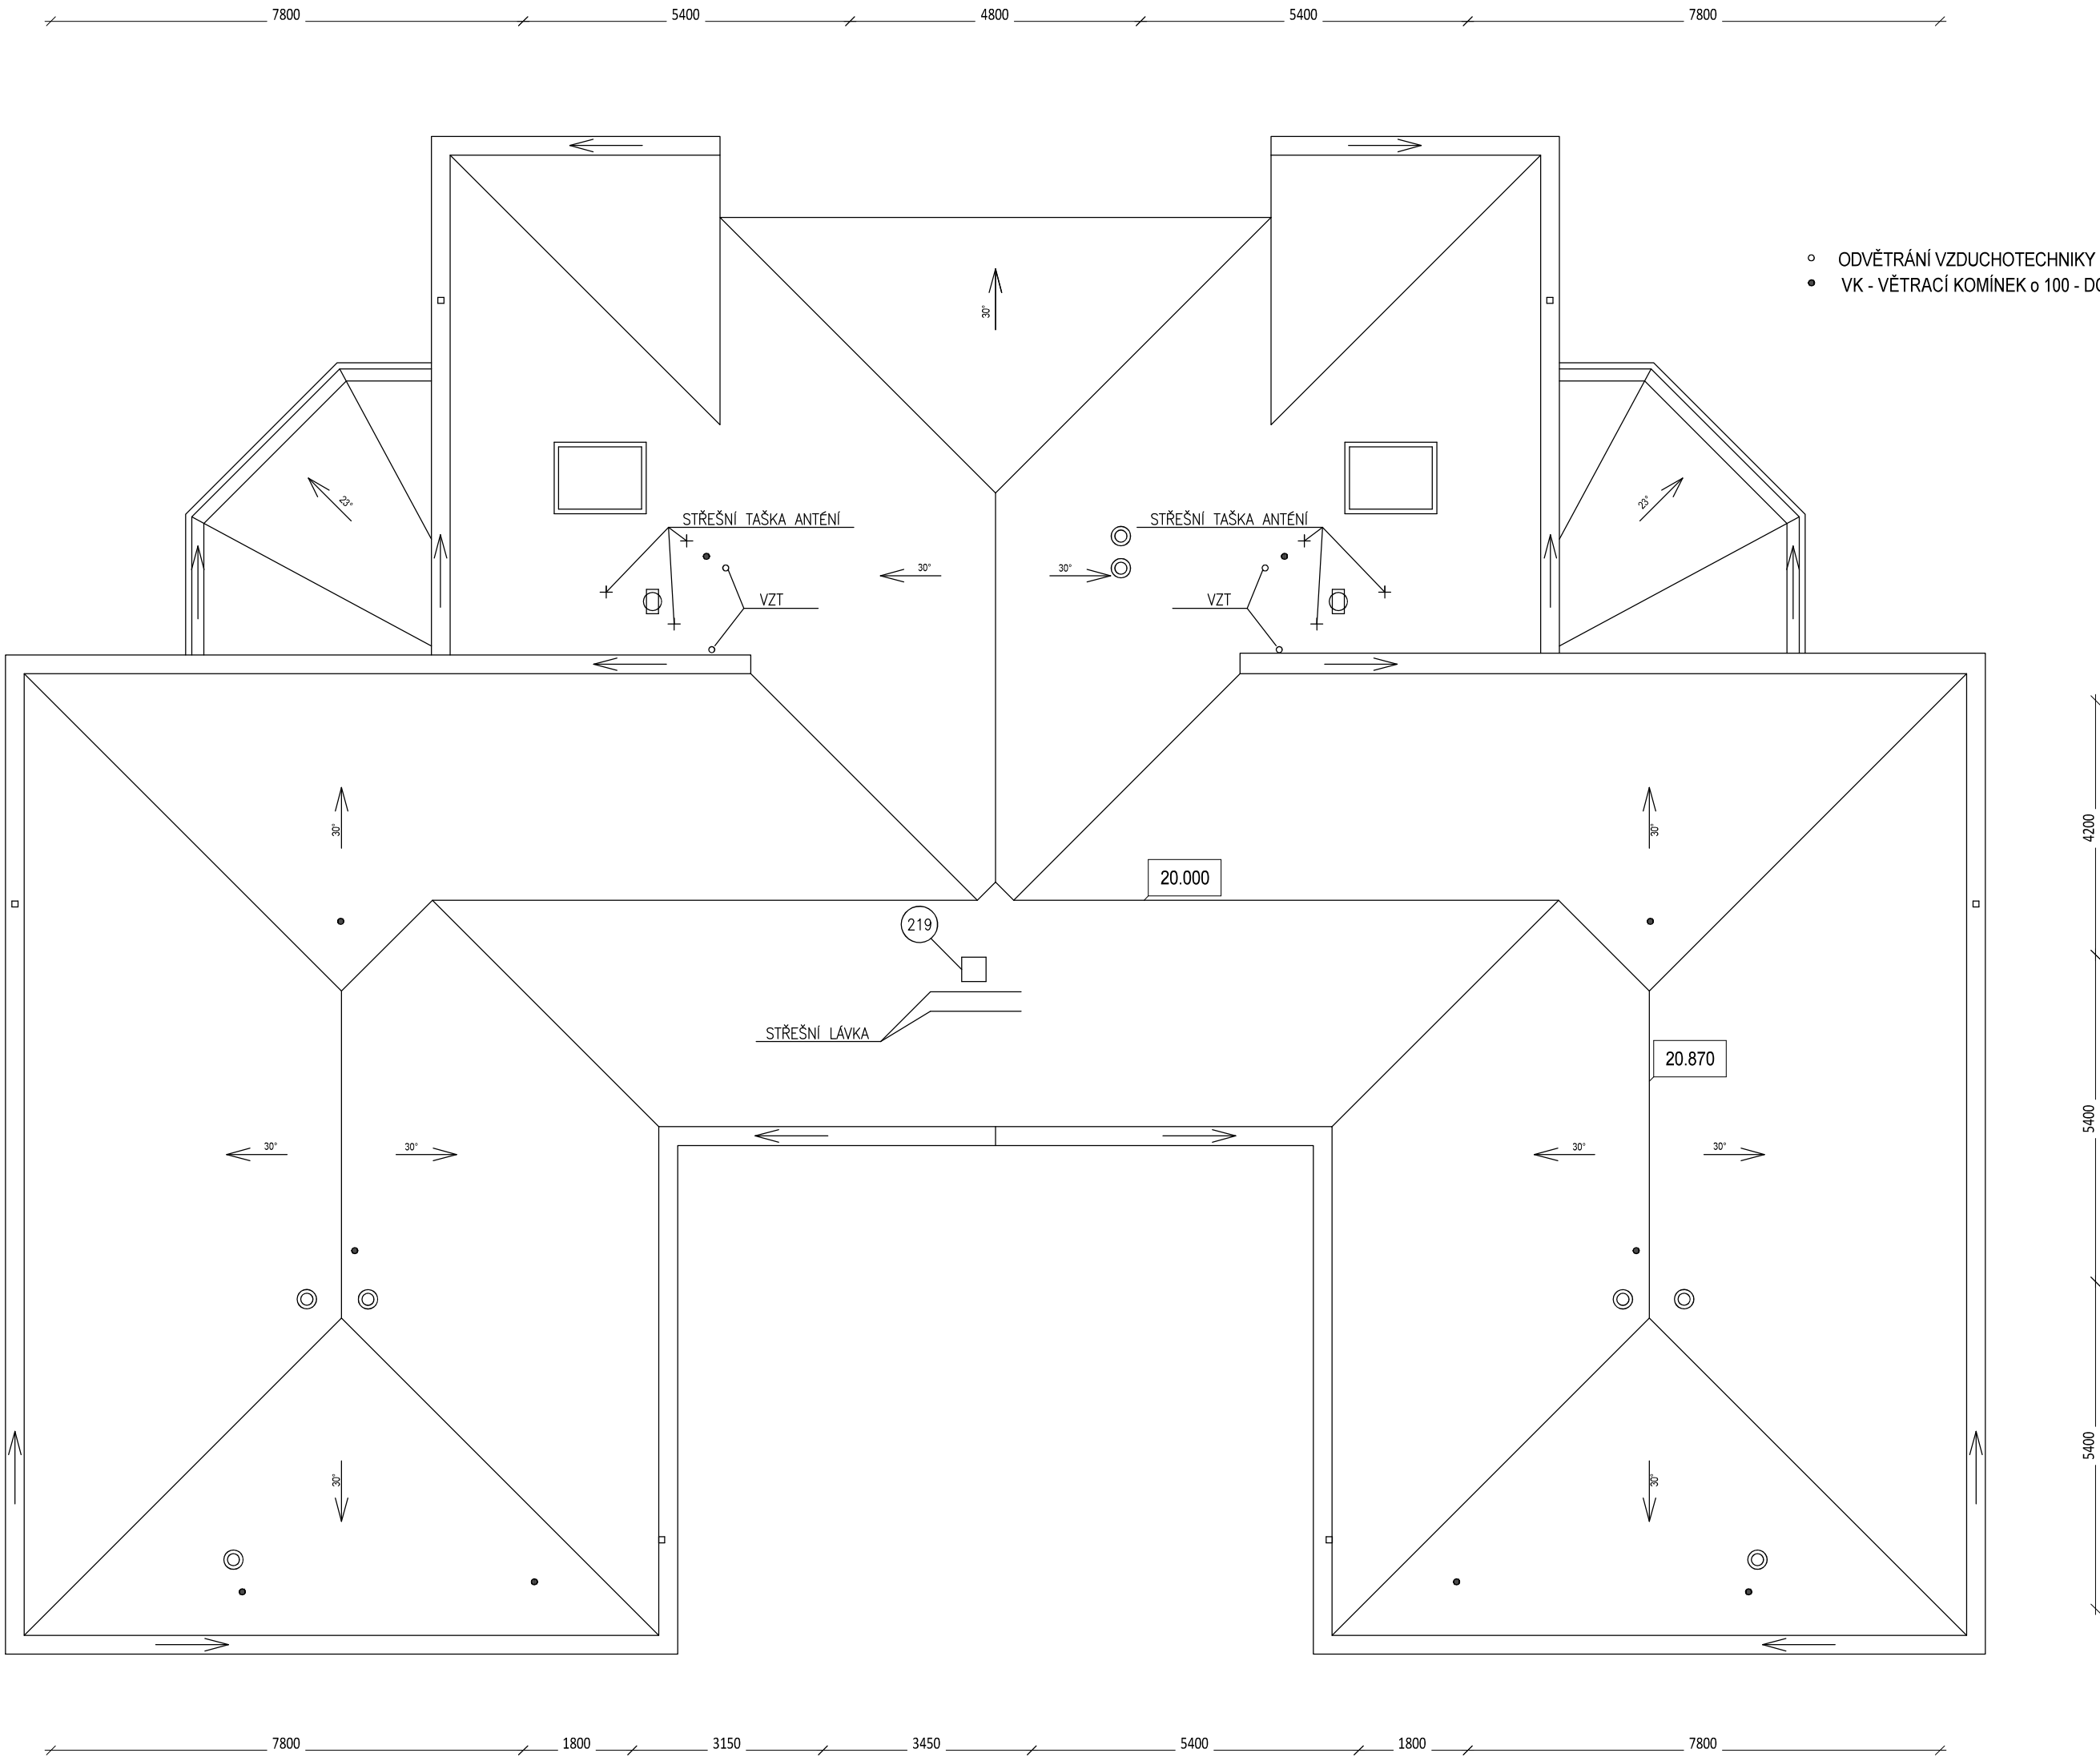 7800 5400 4800 5400 7800
ODVĚTRÁNÍ VZDUCHOTECHNIKY
VK - VĚTRACÍ KOMÍNEK o 100 - DO
30°
23° 23°
STŘEŠNÍ TAŠKA ANTÉNÍ STŘEŠNÍ TAŠKA ANTÉNÍ
30° 30°
VZT VZT
30° 30°
4200
20.000
219
STŘEŠNÍ LÁVKA
20.870
5400
30° 30° 30° 30°
5400
30° 30°
7800 1800 3150 3450 5400 1800 7800